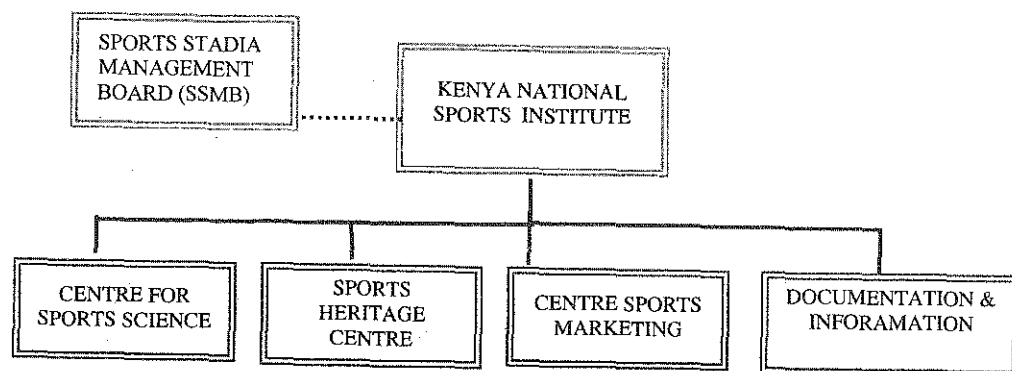 SPORTS STADIA
MANAGEMENT
BOARD (SSMB)
KENYA NATIONAL
SPORTS INSTITUTE
CENTRE FOR
SPORTS SCIENCE
SPORTS
HERITAGE
CENTRE
CENTRE SPORTS
MARKETING
DOCUMENTATION &
INFORAMATION